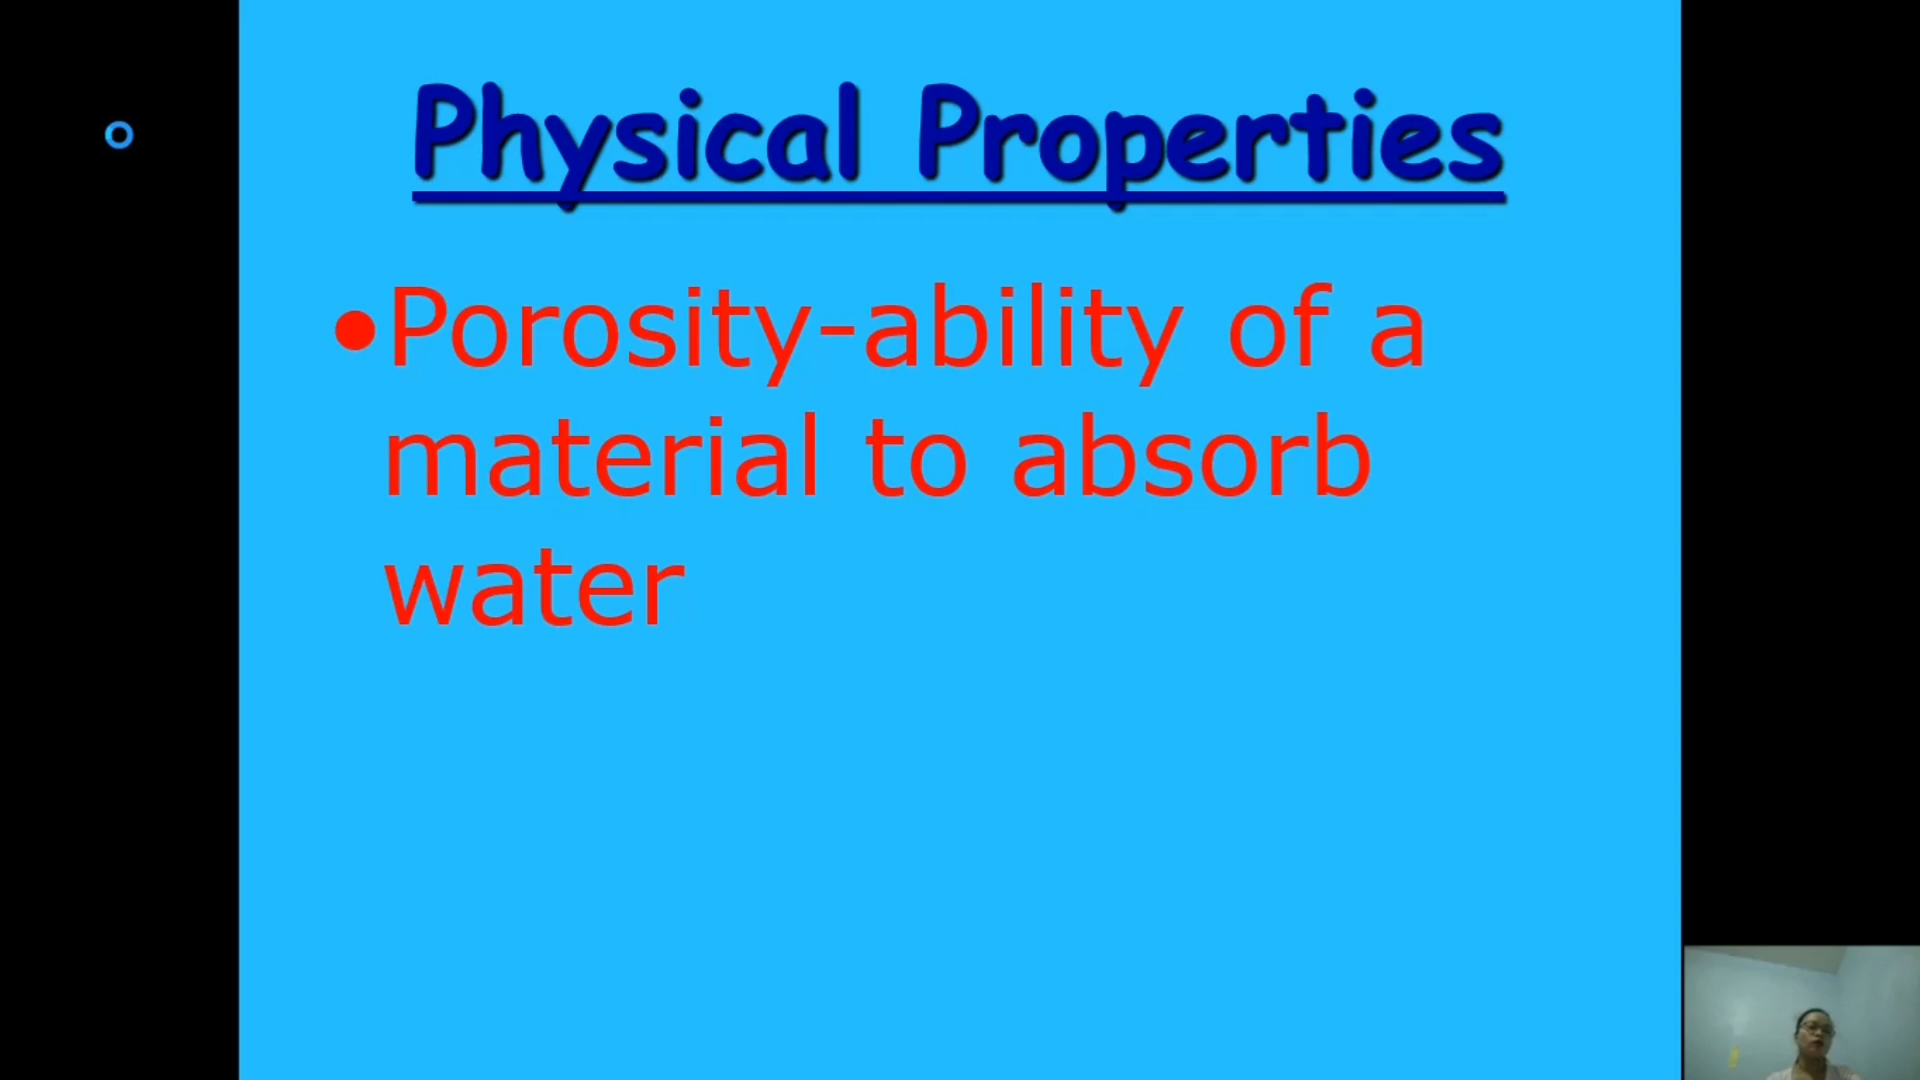 Physical Properties
•Porosity-ability of a
material to absorb
water